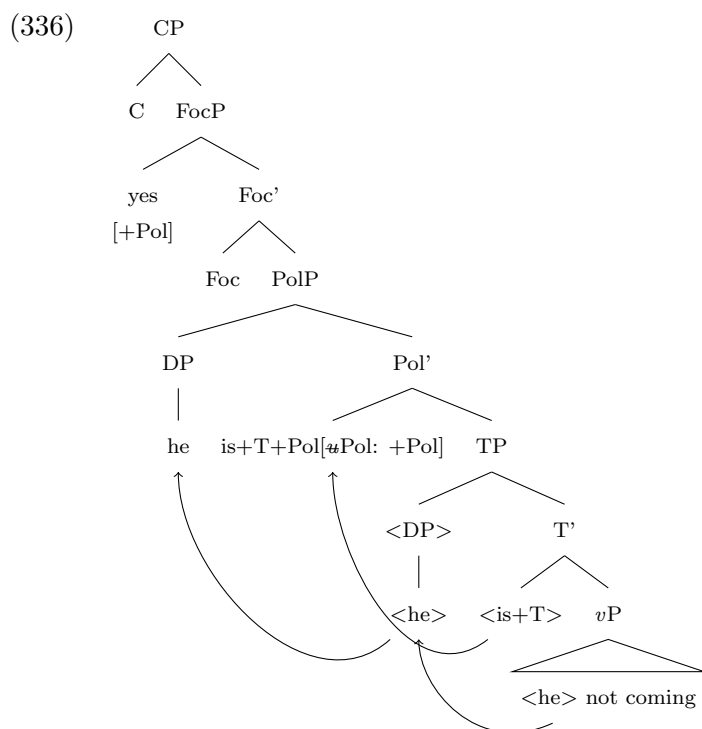 (336)
CP
C FocP
yes Foc'
[+Pol]
Foc PolP
DP Pol'
he is+T+Pol[uPol: +Pol] TP
<DP> T'
<he> <is+T> vP
<he> not coming